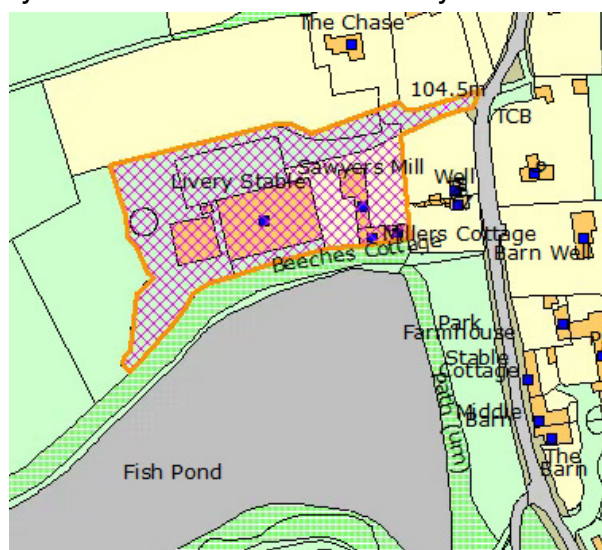 The Chase
104.5m
TCB
Sawyers Mill
Livery Stable
Well
Millers Cottage
Beeches Cottage
Barn Well
Park
Farmhouse
Stable
Cottage
Path (um)
Middle
Barn
The
Barn
Fish Pond